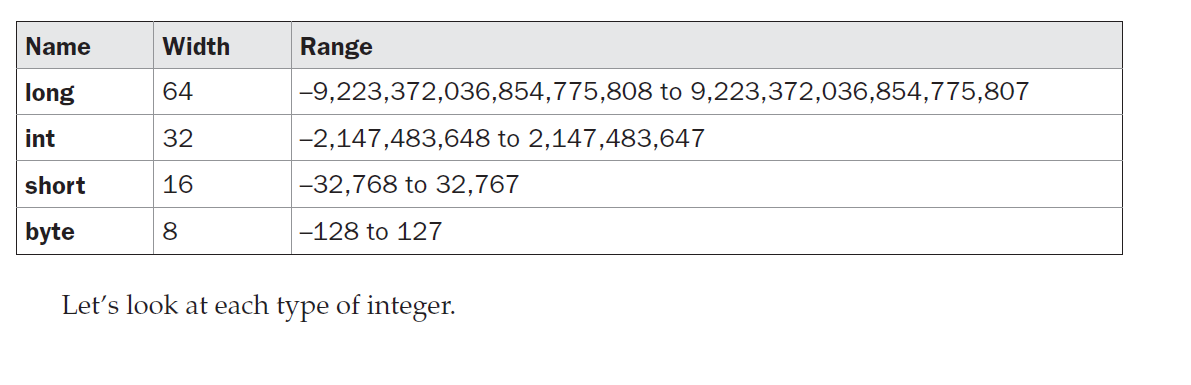 Name Width Range
long 64 –9,223,372,036,854,775,808 to 9,223,372,036,854,775,807
int 32 –2,147,483,648 to 2,147,483,647
short 16 –32,768 to 32,767
byte 8 –128 to 127
Let’s look at each type of integer.